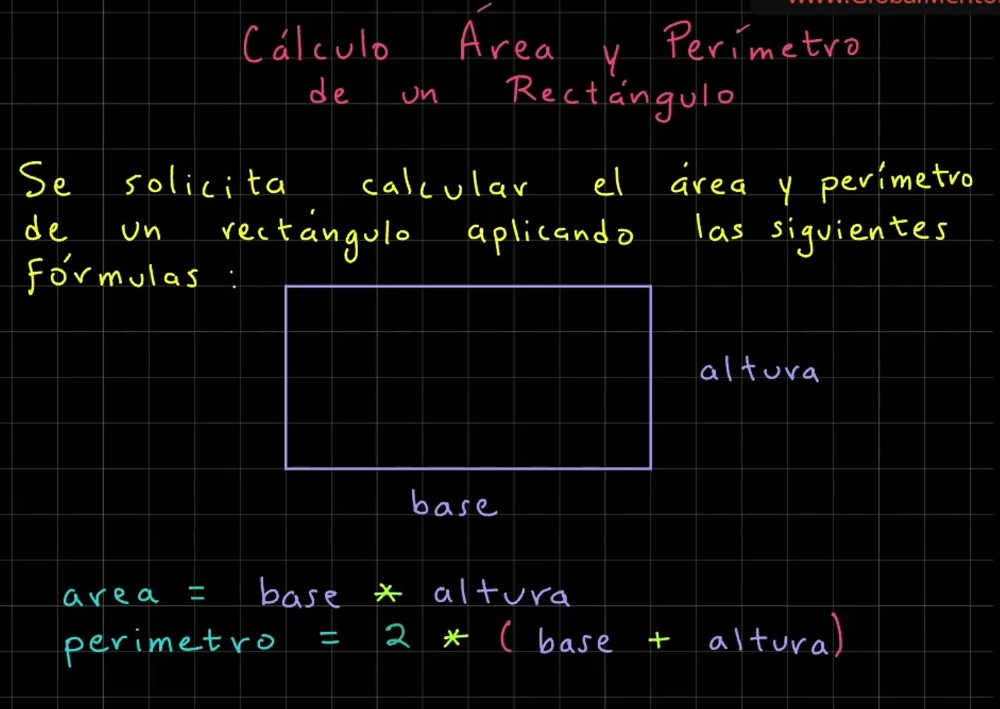 Cálculo Área y Perímetro
de un Rectángulo
Se solicita calcular el área y perímetro
de un rectángulo aplicando las siguientes
fórmulas :
altura
base
area = base * altura
perimetro = 2 * ( base + altura)